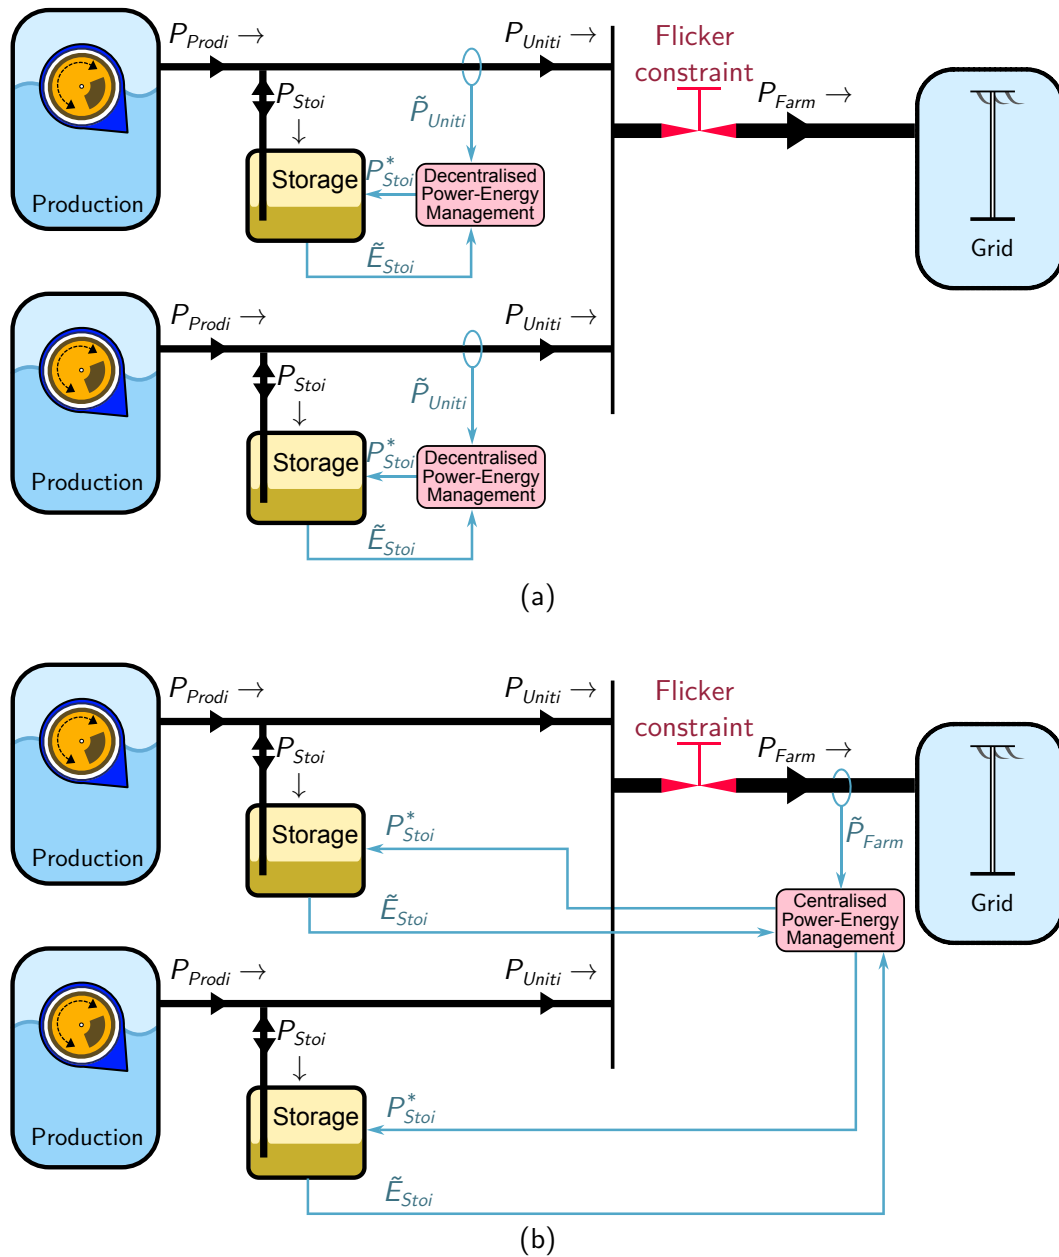 P_Prodi → P_Uniti → Flicker
constraint
P_Farm →
P_Stoi
↓
P̃_Uniti
Storage
P*_Stoi
Decentralised
Power-Energy
Management
Production
Ẽ_Stoi
Grid
P_Prodi → P_Uniti →
P_Stoi
↓
P̃_Uniti
Storage
P*_Stoi
Decentralised
Power-Energy
Management
Production
Ẽ_Stoi
(a)
P_Prodi → P_Uniti → Flicker
constraint
P_Farm →
P_Stoi
↓
Storage
P*_Stoi
P̃_Farm
Production
Ẽ_Stoi
Centralised
Power-Energy
Management
Grid
P_Prodi → P_Uniti →
P_Stoi
↓
Storage
P*_Stoi
Production
Ẽ_Stoi
(b)